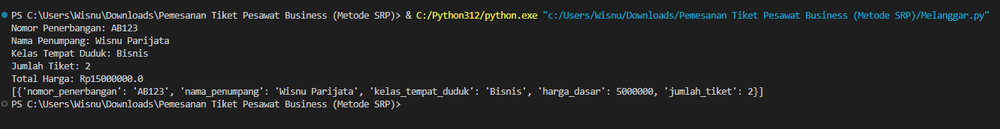 PS C:\Users\Wisnu\Downloads\Pemesanan Tiket Pesawat Business (Metode SRP)> & C:/Python312/python.exe "c:/Users/Wisnu/Downloads/Pemesanan Tiket Pesawat Business (Metode SRP)/Melanggar.py"
Nomor Penerbangan: AB123
Nama Penumpang: Wisnu Parijata
Kelas Tempat Duduk: Bisnis
Jumlah Tiket: 2
Total Harga: Rp15000000.0
[{'nomor_penerbangan': 'AB123', 'nama_penumpang': 'Wisnu Parijata', 'kelas_tempat_duduk': 'Bisnis', 'harga_dasar': 5000000, 'jumlah_tiket': 2}]
PS C:\Users\Wisnu\Downloads\Pemesanan Tiket Pesawat Business (Metode SRP)>